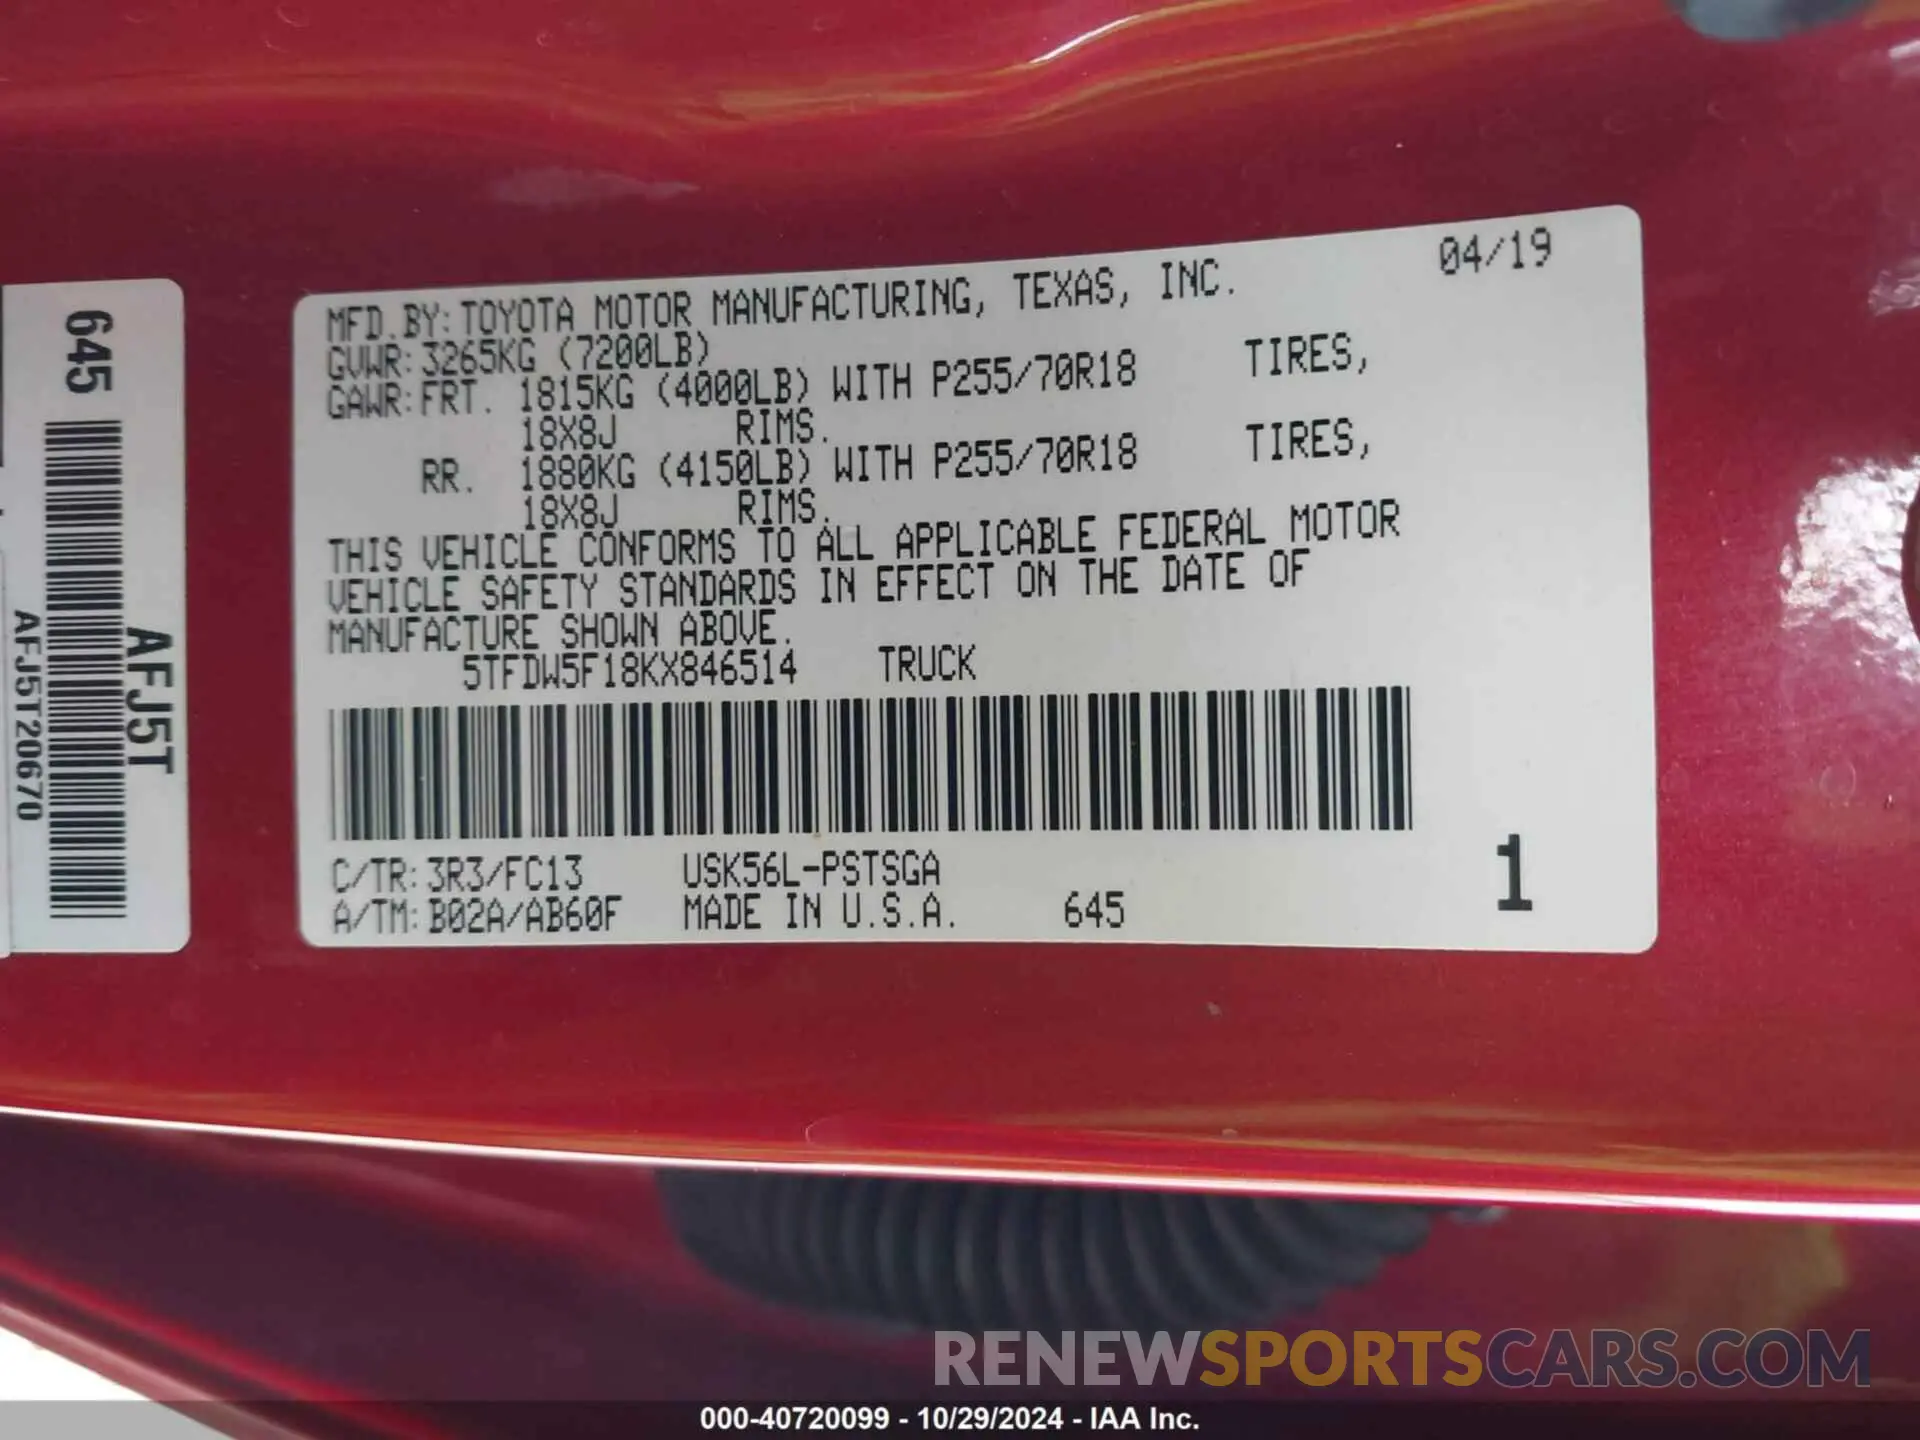 645
AFJ5T
AFJ5T20670
04/19
MFD.BY:TOYOTA MOTOR MANUFACTURING, TEXAS, INC.
GVWR:3265KG (7200LB)
GAWR:FRT. 1815KG (4000LB) WITH P255/70R18 TIRES,
18X8J RIMS.
RR. 1880KG (4150LB) WITH P255/70R18 TIRES,
18X8J RIMS.
THIS VEHICLE CONFORMS TO ALL APPLICABLE FEDERAL MOTOR
VEHICLE SAFETY STANDARDS IN EFFECT ON THE DATE OF
MANUFACTURE SHOWN ABOVE.
5TFDW5F18KX846514 TRUCK
C/TR:3R3/FC13 USK56L-PSTSGA
A/TM:B02A/AB60F MADE IN U.S.A. 645
1
RENEWSPORTSCARS.COM
000-40720099 - 10/29/2024 - IAA Inc.